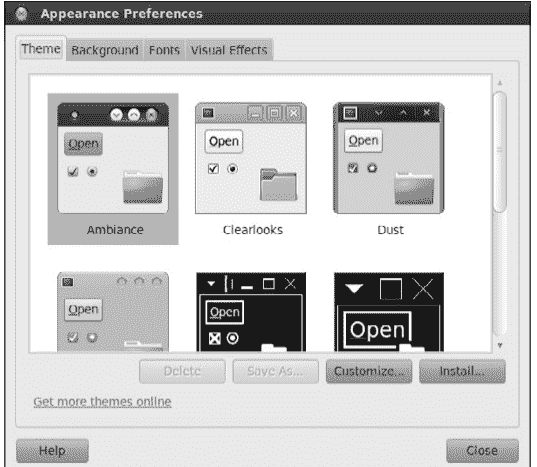 Appearance Preferences
Theme Background Fonts Visual Effects
Open Open Open
Ambiance Clearlooks Dust
Open Open Open
Delete Save As... Customize... Install...
Get more themes online
Help Close